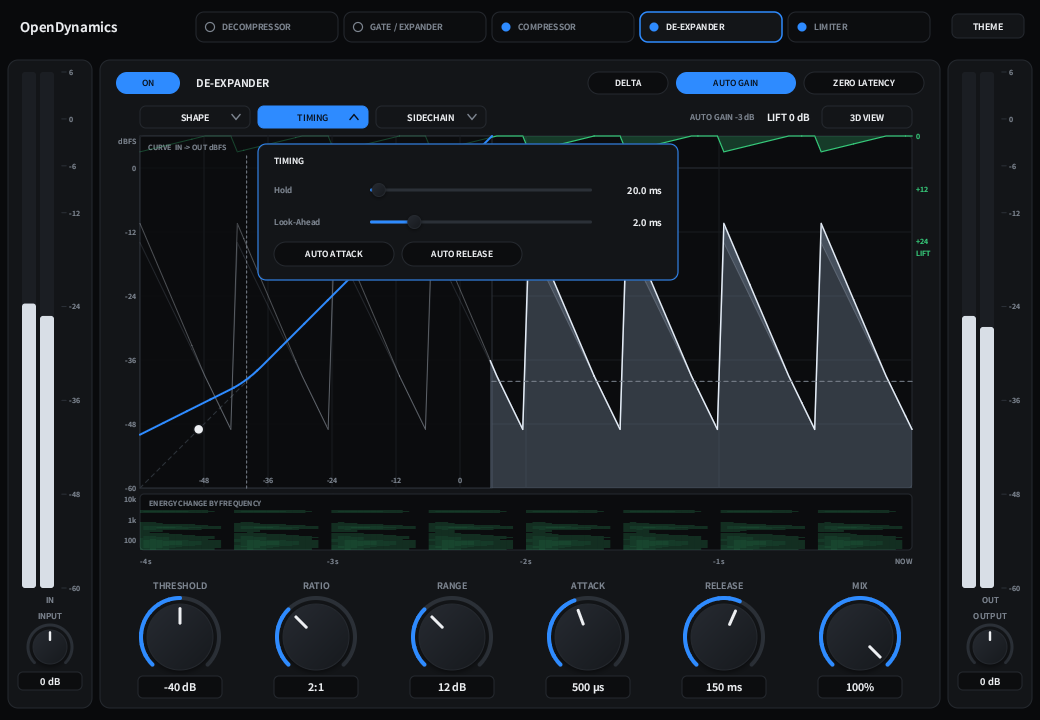 OpenDynamics
DECOMPRESSOR
GATE / EXPANDER
COMPRESSOR
DE-EXPANDER
LIMITER
THEME
ON
DE-EXPANDER
DELTA
AUTO GAIN
ZERO LATENCY
SHAPE
TIMING
SIDECHAIN
AUTO GAIN -3 dB
LIFT 0 dB
3D VIEW
dBFS
CURVE IN -> OUT dBFS
TIMING
Hold
20.0 ms
Look-Ahead
2.0 ms
AUTO ATTACK
AUTO RELEASE
0
-12
-24
-36
-48
-60
-48
-36
-24
-12
0
0
+12
+24
LIFT
10k
1k
100
ENERGY CHANGE BY FREQUENCY
-4s
-3s
-2s
-1s
NOW
6
0
-6
-12
-24
-36
-48
-60
IN
INPUT
0 dB
THRESHOLD
RATIO
RANGE
ATTACK
RELEASE
MIX
-40 dB
2:1
12 dB
500 µs
150 ms
100%
6
0
-6
-12
-24
-36
-48
-60
OUT
OUTPUT
0 dB